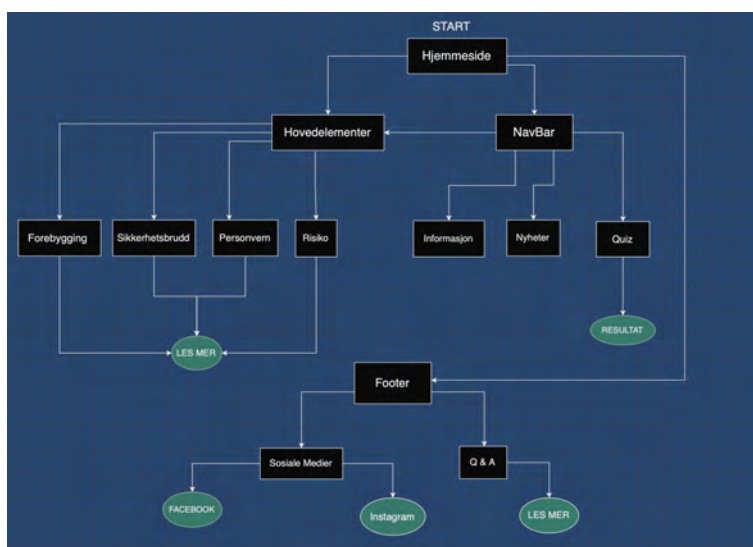 START
Hjemmeside
Hovedelementer
NavBar
Forebygging
Sikkerhetsbrudd
Personvern
Risiko
Informasjon
Nyheter
Quiz
RESULTAT
LES MER
Footer
Sosiale Medier
Q & A
FACEBOOK
Instagram
LES MER